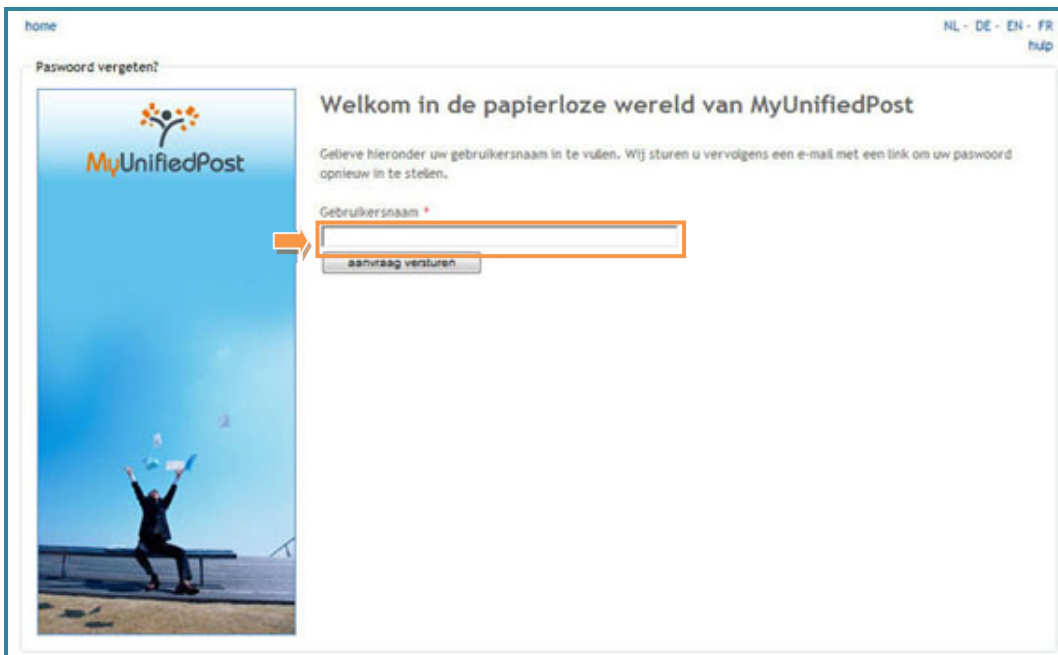 home
NL - DE - EN - FR
hulp
Paswoord vergeten?
MyUnifiedPost
Welkom in de papierloze wereld van MyUnifiedPost
Gelieve hieronder uw gebruikersnaam in te vullen. Wij sturen u vervolgens een e-mail met een link om uw paswoord
opnieuw in te stellen.
Gebruikersnaam *
aanvraag versturen